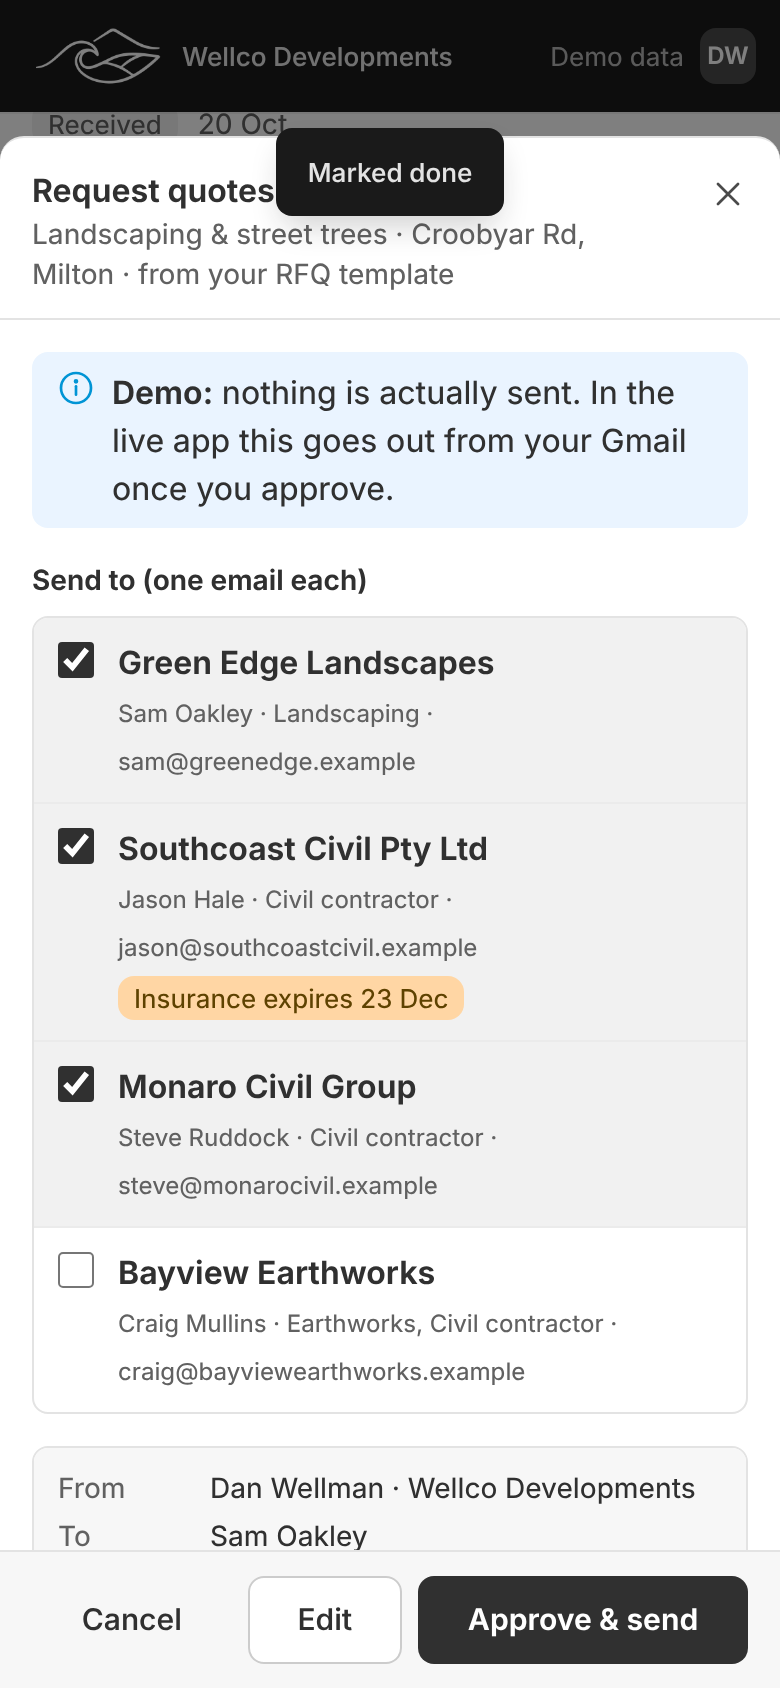 Wellco Developments
Demo data
DW
Received
20 Oct
Marked done
Request quotes
Landscaping & street trees · Croobyar Rd,
Milton · from your RFQ template
Demo: nothing is actually sent. In the
live app this goes out from your Gmail
once you approve.
Send to (one email each)
Green Edge Landscapes
Sam Oakley · Landscaping ·
sam@greenedge.example
Southcoast Civil Pty Ltd
Jason Hale · Civil contractor ·
jason@southcoastcivil.example
Insurance expires 23 Dec
Monaro Civil Group
Steve Ruddock · Civil contractor ·
steve@monarocivil.example
Bayview Earthworks
Craig Mullins · Earthworks, Civil contractor ·
craig@bayviewearthworks.example
From Dan Wellman · Wellco Developments
To Sam Oakley
Cancel
Edit
Approve & send